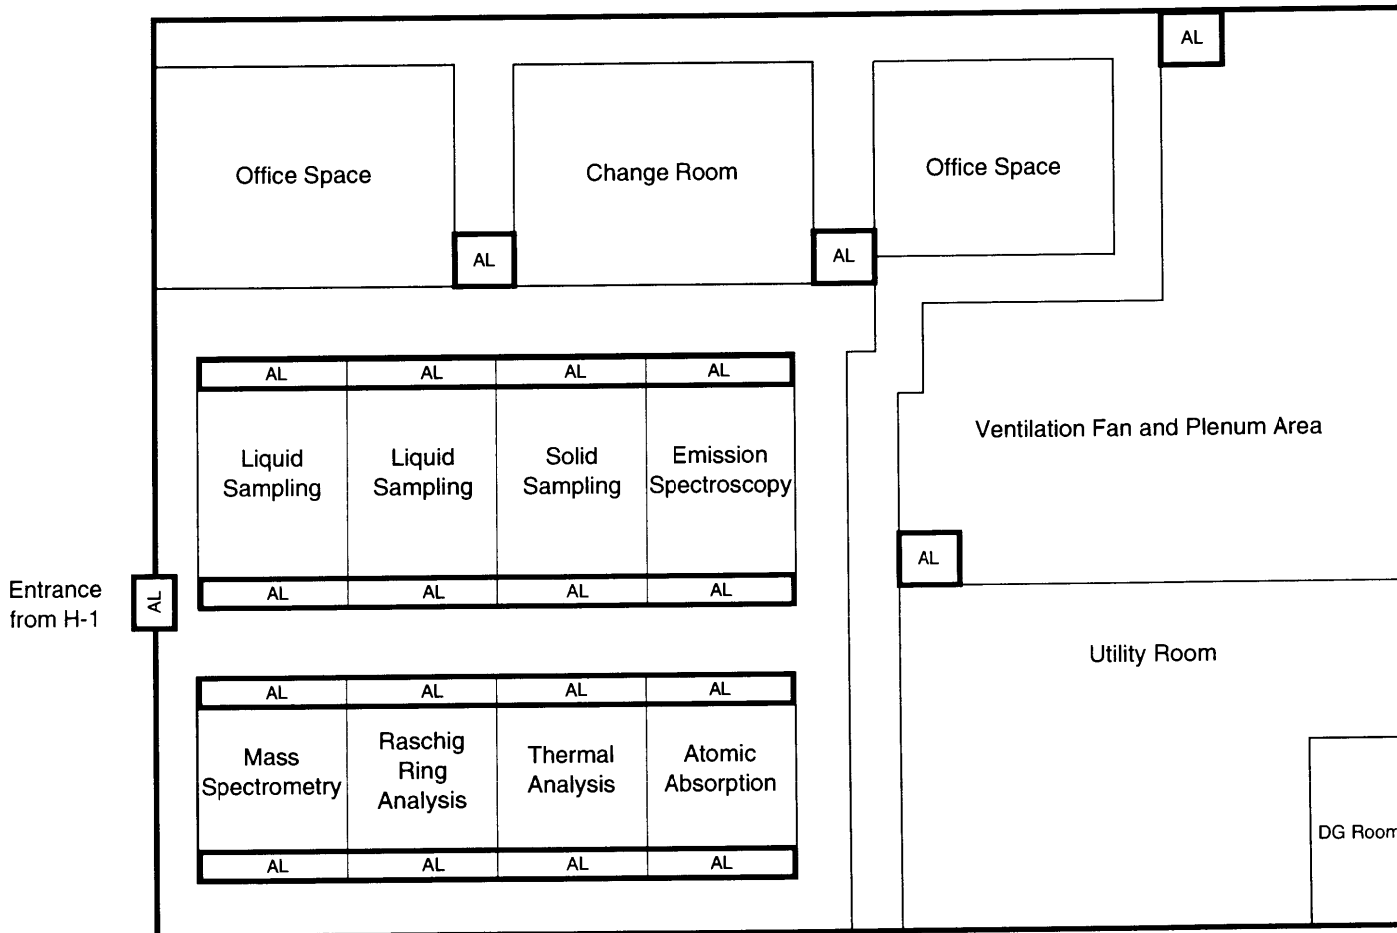 AL
Office Space
Change Room
Office Space
AL
AL
AL AL AL AL
Liquid
Sampling
Liquid
Sampling
Solid
Sampling
Emission
Spectroscopy
Ventilation Fan and Plenum Area
AL
AL AL AL AL
Entrance
from H-1
AL
Utility Room
AL AL AL AL
Mass
Spectrometry
Raschig
Ring
Analysis
Thermal
Analysis
Atomic
Absorption
DG Room
AL AL AL AL